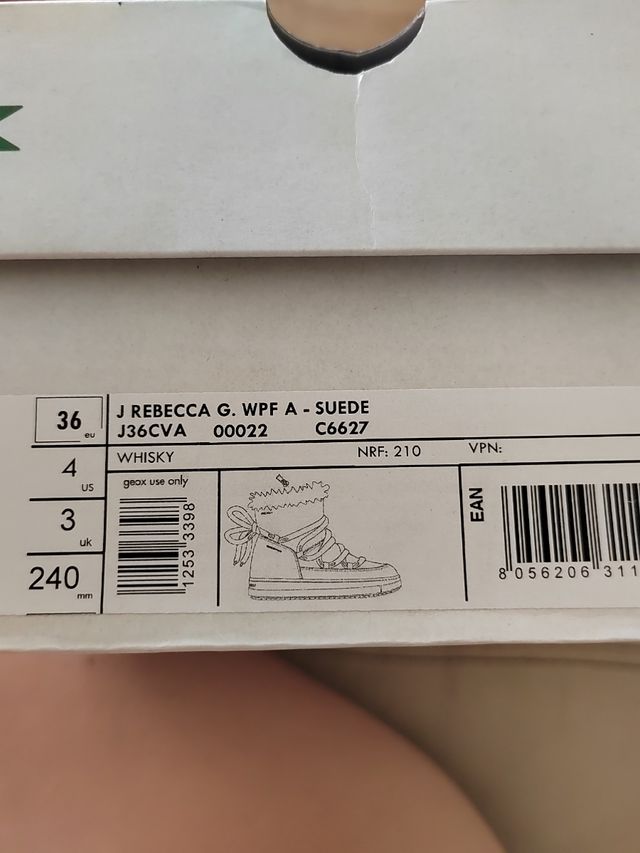 36 eu
4 US
3 uk
240 mm
J REBECCA G. WPF A - SUEDE
J36CVA 00022 C6627
WHISKY NRF: 210 VPN:
geox use only
1253 3398
EAN
8 056206 311